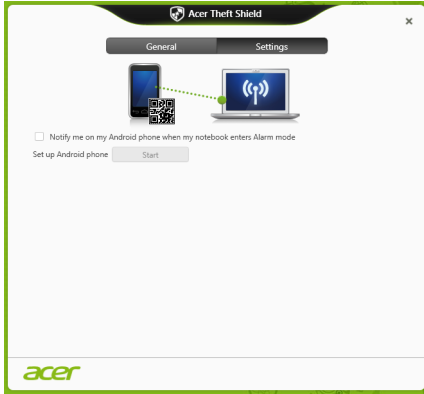 Acer Theft Shield
General Settings
Notify me on my Android phone when my notebook enters Alarm mode
Set up Android phone Start
acer